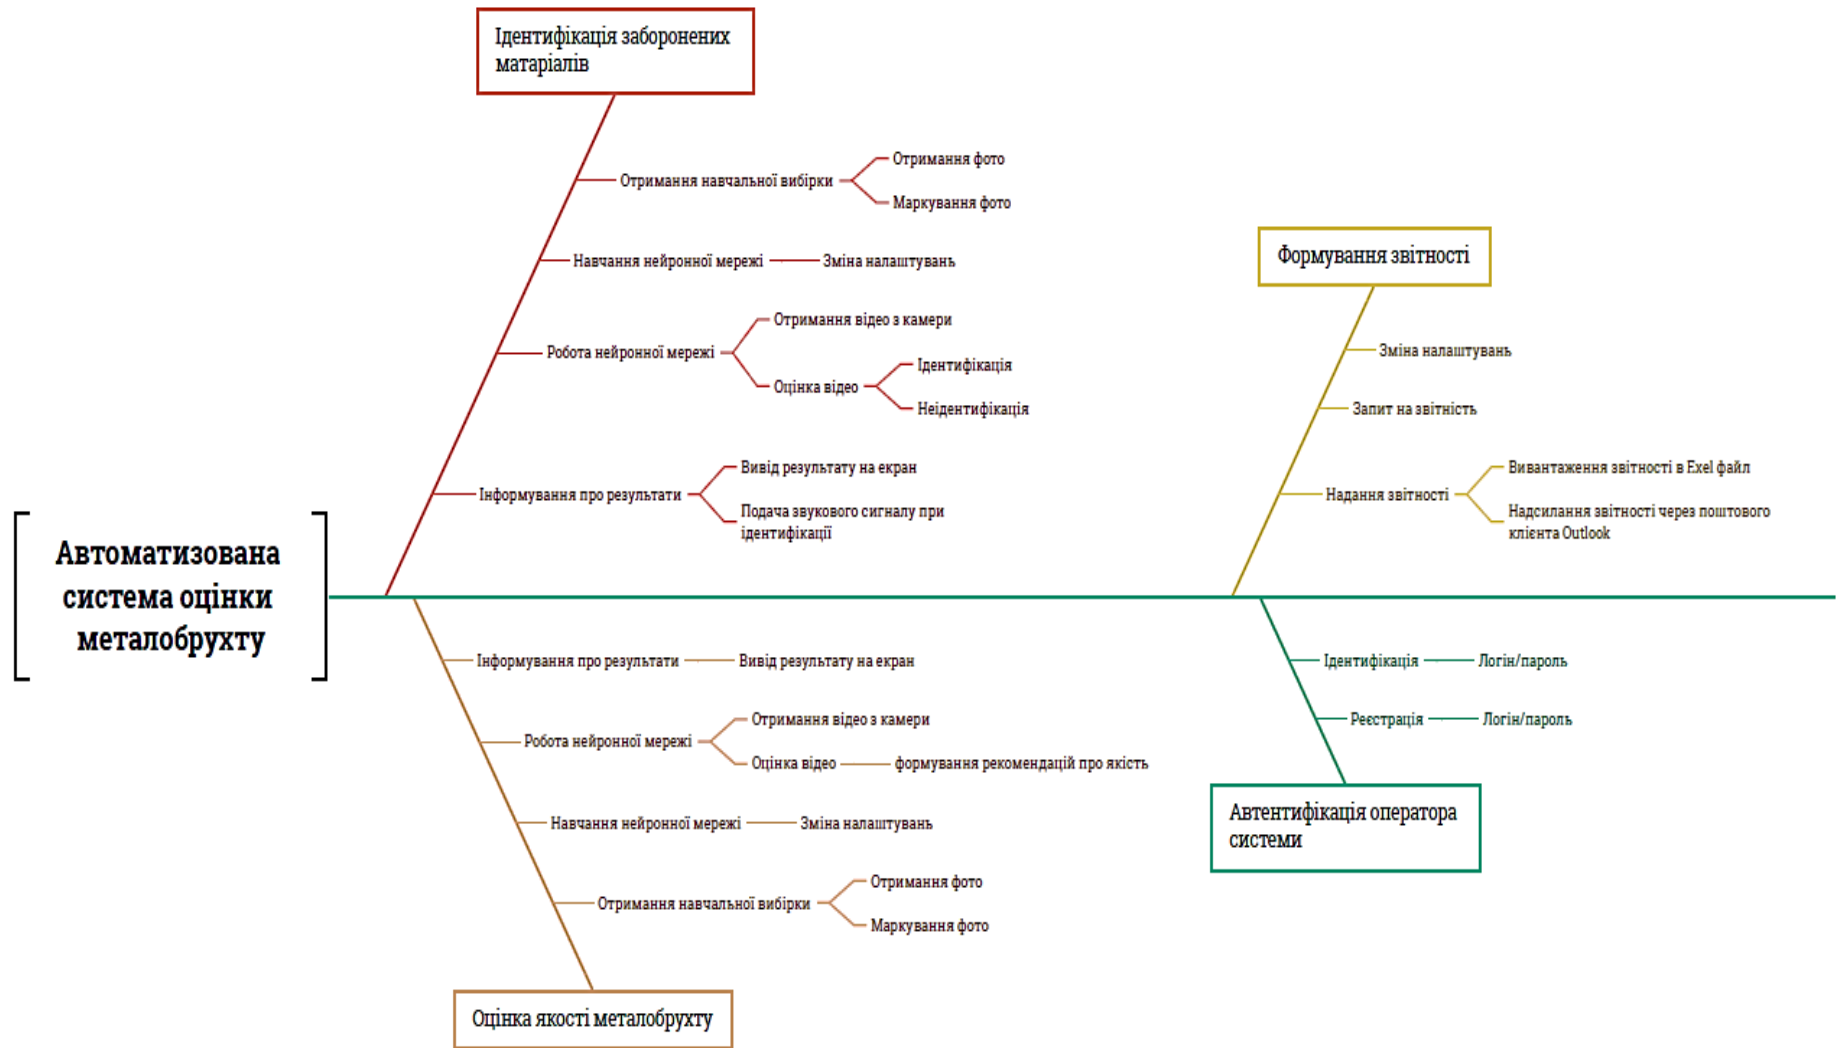 Ідентифікація заборонених
матаріалів
Отримання навчальної вибірки
Отримання фото
Маркування фото
Навчання нейронної мережі
Зміна налаштувань
Робота нейронної мережі
Отримання відео з камери
Оцінка відео
Ідентифікація
Неідентифікація
Інформування про результати
Вивід результату на екран
Подача звукового сигналу при
ідентифікації
Формування звітності
Зміна налаштувань
Запит на звітність
Надання звітності
Вивантаження звітності в Exel файл
Надсилання звітності через поштового
клієнта Outlook
Автоматизована
система оцінки
металобрухту
Інформування про результати
Вивід результату на екран
Робота нейронної мережі
Отримання відео з камери
Оцінка відео
формування рекомендацій про якість
Навчання нейронної мережі
Зміна налаштувань
Отримання навчальної вибірки
Отримання фото
Маркування фото
Оцінка якості металобрухту
Ідентифікація
Логін/пароль
Реєстрація
Логін/пароль
Автентифікація оператора
системи